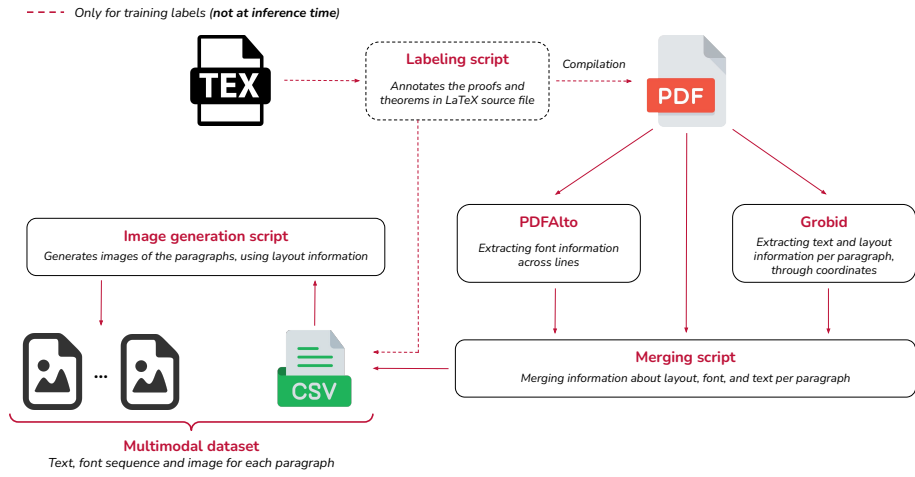 Only for training labels (not at inference time)
TEX
Labeling script
Annotates the proofs and
theorems in LaTeX source file
Compilation
PDF
PDFAlto
Extracting font information
across lines
Grobid
Extracting text and layout
information per paragraph,
through coordinates
Image generation script
Generates images of the paragraphs, using layout information
...
CSV
Merging script
Merging information about layout, font, and text per paragraph
Multimodal dataset
Text, font sequence and image for each paragraph